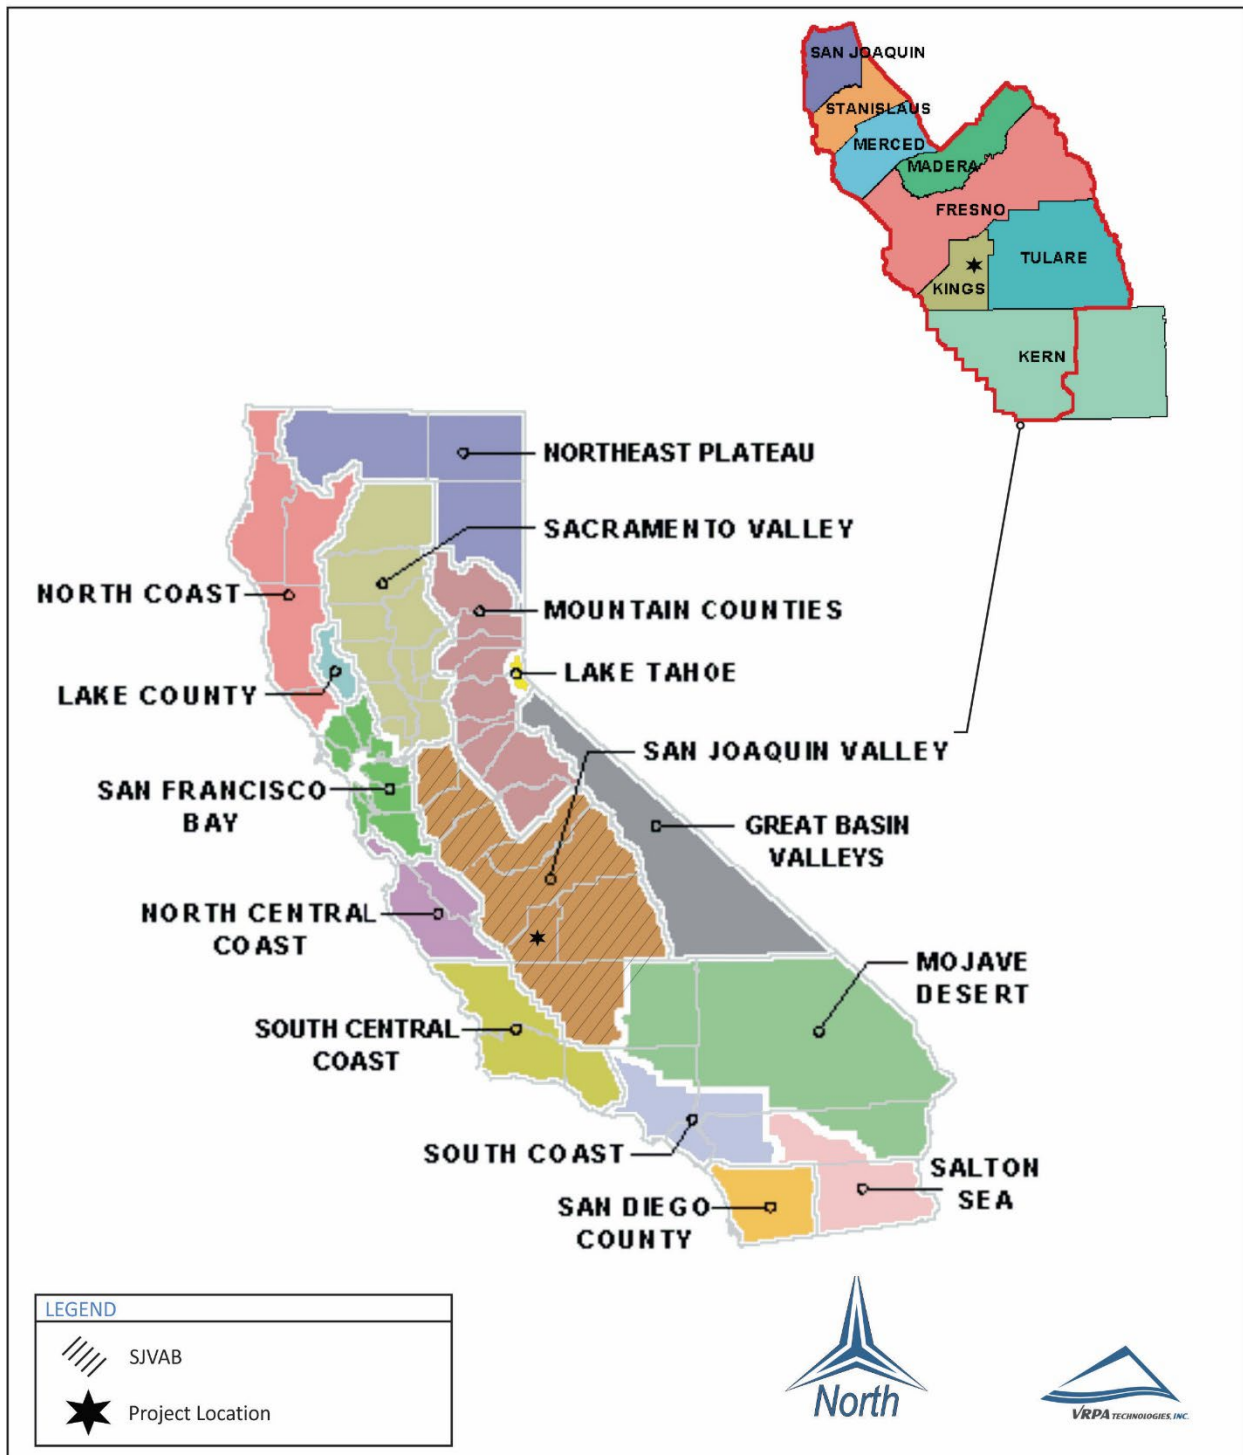 SAN JOAQUIN
STANISLAUS
MERCED
MADERA
FRESNO
TULARE
KINGS
KERN
NORTHEAST PLATEAU
SACRAMENTO VALLEY
NORTH COAST
MOUNTAIN COUNTIES
LAKE TAHOE
LAKE COUNTY
SAN JOAQUIN VALLEY
SAN FRANCISCO
BAY
GREAT BASIN
VALLEYS
NORTH CENTRAL
COAST
MOJAVE
DESERT
SOUTH CENTRAL
COAST
SOUTH COAST
SALTON
SEA
SAN DIEGO
COUNTY
LEGEND
SJVAB
Project Location
North
VRPA TECHNOLOGIES, INC.